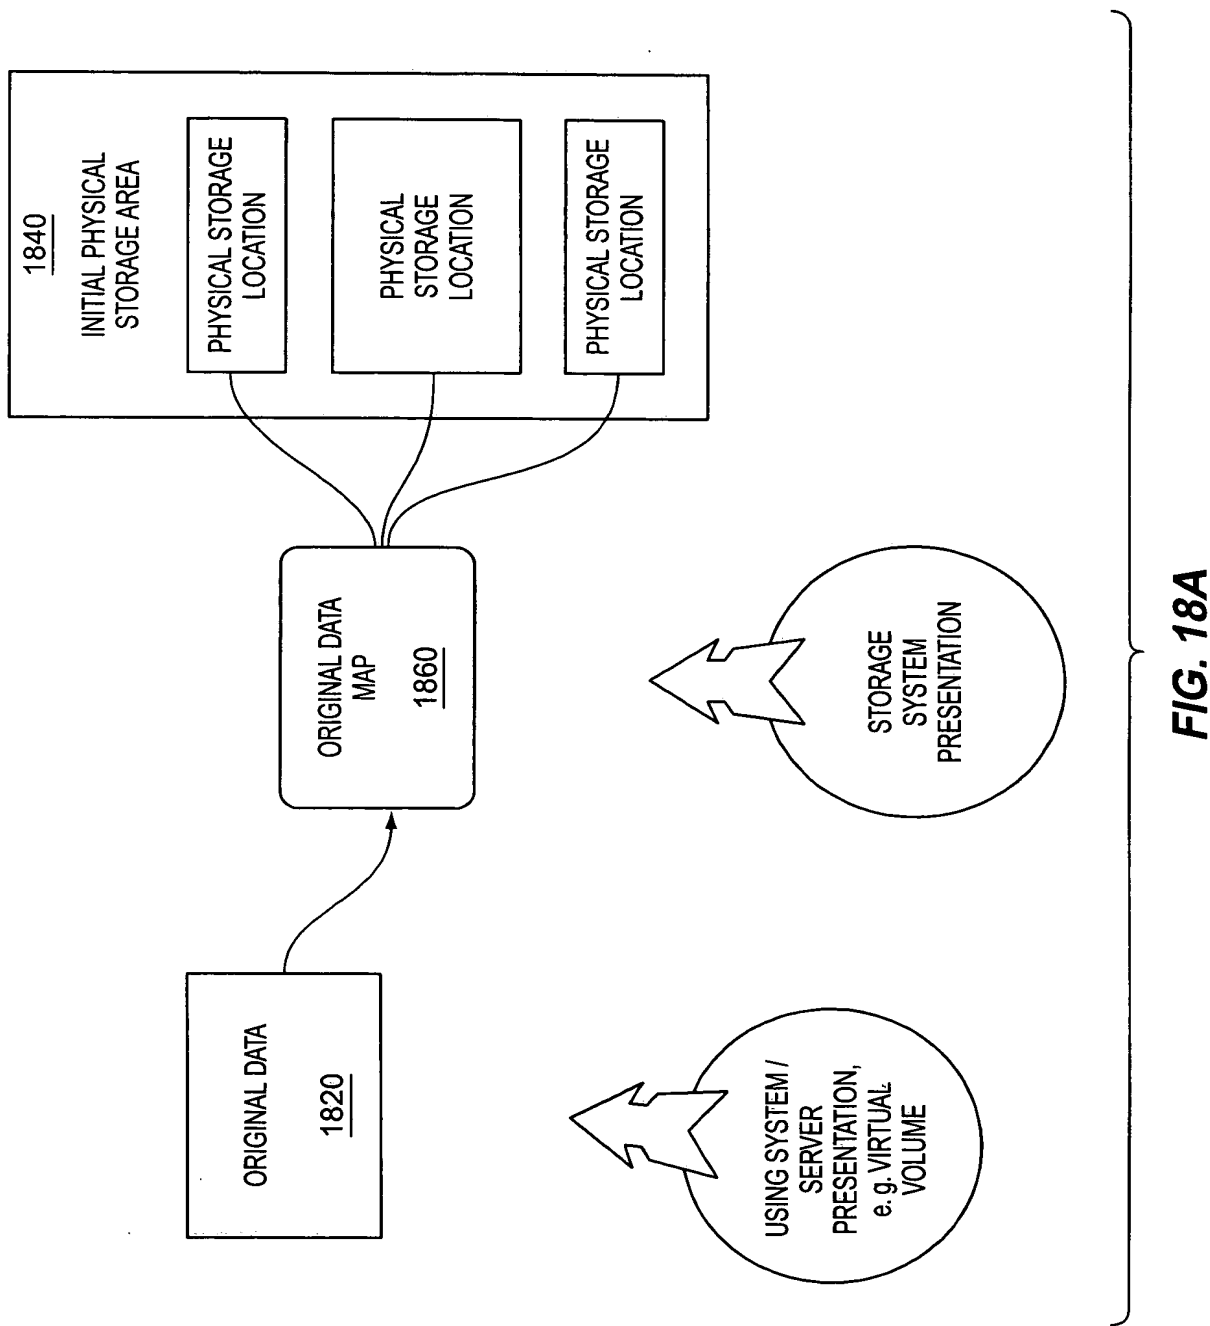 1840
INITIAL PHYSICAL
STORAGE AREA
PHYSICAL STORAGE
LOCATION
PHYSICAL
STORAGE
LOCATION
PHYSICAL STORAGE
LOCATION
ORIGINAL DATA
MAP
1860
ORIGINAL DATA
1820
STORAGE
SYSTEM
PRESENTATION
USING SYSTEM /
SERVER
PRESENTATION,
e. g. VIRTUAL
VOLUME
FIG. 18A